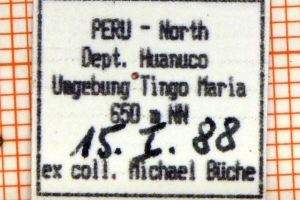 PERU - North
Dept. Huanuco
Umgebung Tingo Maria
650 m NN
15. I. 88
ex coll. Michael Büche